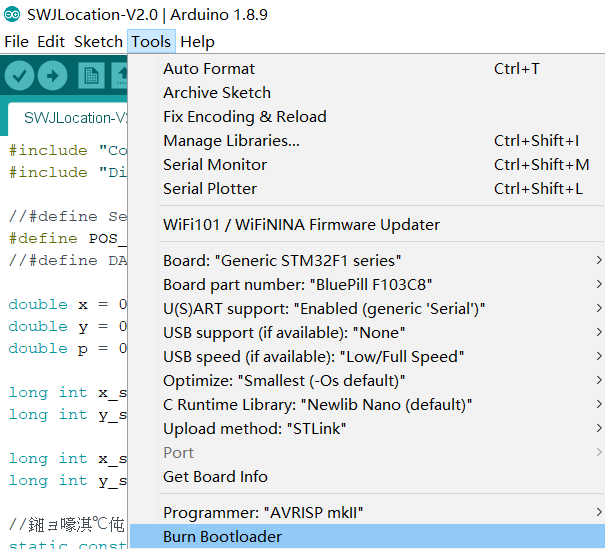 SWJLocation-V2.0 | Arduino 1.8.9
File Edit Sketch Tools Help
Auto Format Ctrl+T
Archive Sketch
Fix Encoding & Reload
Manage Libraries... Ctrl+Shift+I
Serial Monitor Ctrl+Shift+M
Serial Plotter Ctrl+Shift+L
WiFi101 / WiFiNINA Firmware Updater
Board: "Generic STM32F1 series"
Board part number: "BluePill F103C8"
U(S)ART support: "Enabled (generic 'Serial')"
USB support (if available): "None"
USB speed (if available): "Low/Full Speed"
Optimize: "Smallest (-Os default)"
C Runtime Library: "Newlib Nano (default)"
Upload method: "STLink"
Port
Get Board Info
Programmer: "AVRISP mkII"
Burn Bootloader
SWJLocation-V2
#include "Co
#include "Di
//#define Se
#define POS_
//#define DA
double x = 0
double y = 0
double p = 0
long int x_s
long int y_s
long int x_s
long int y_s
static const